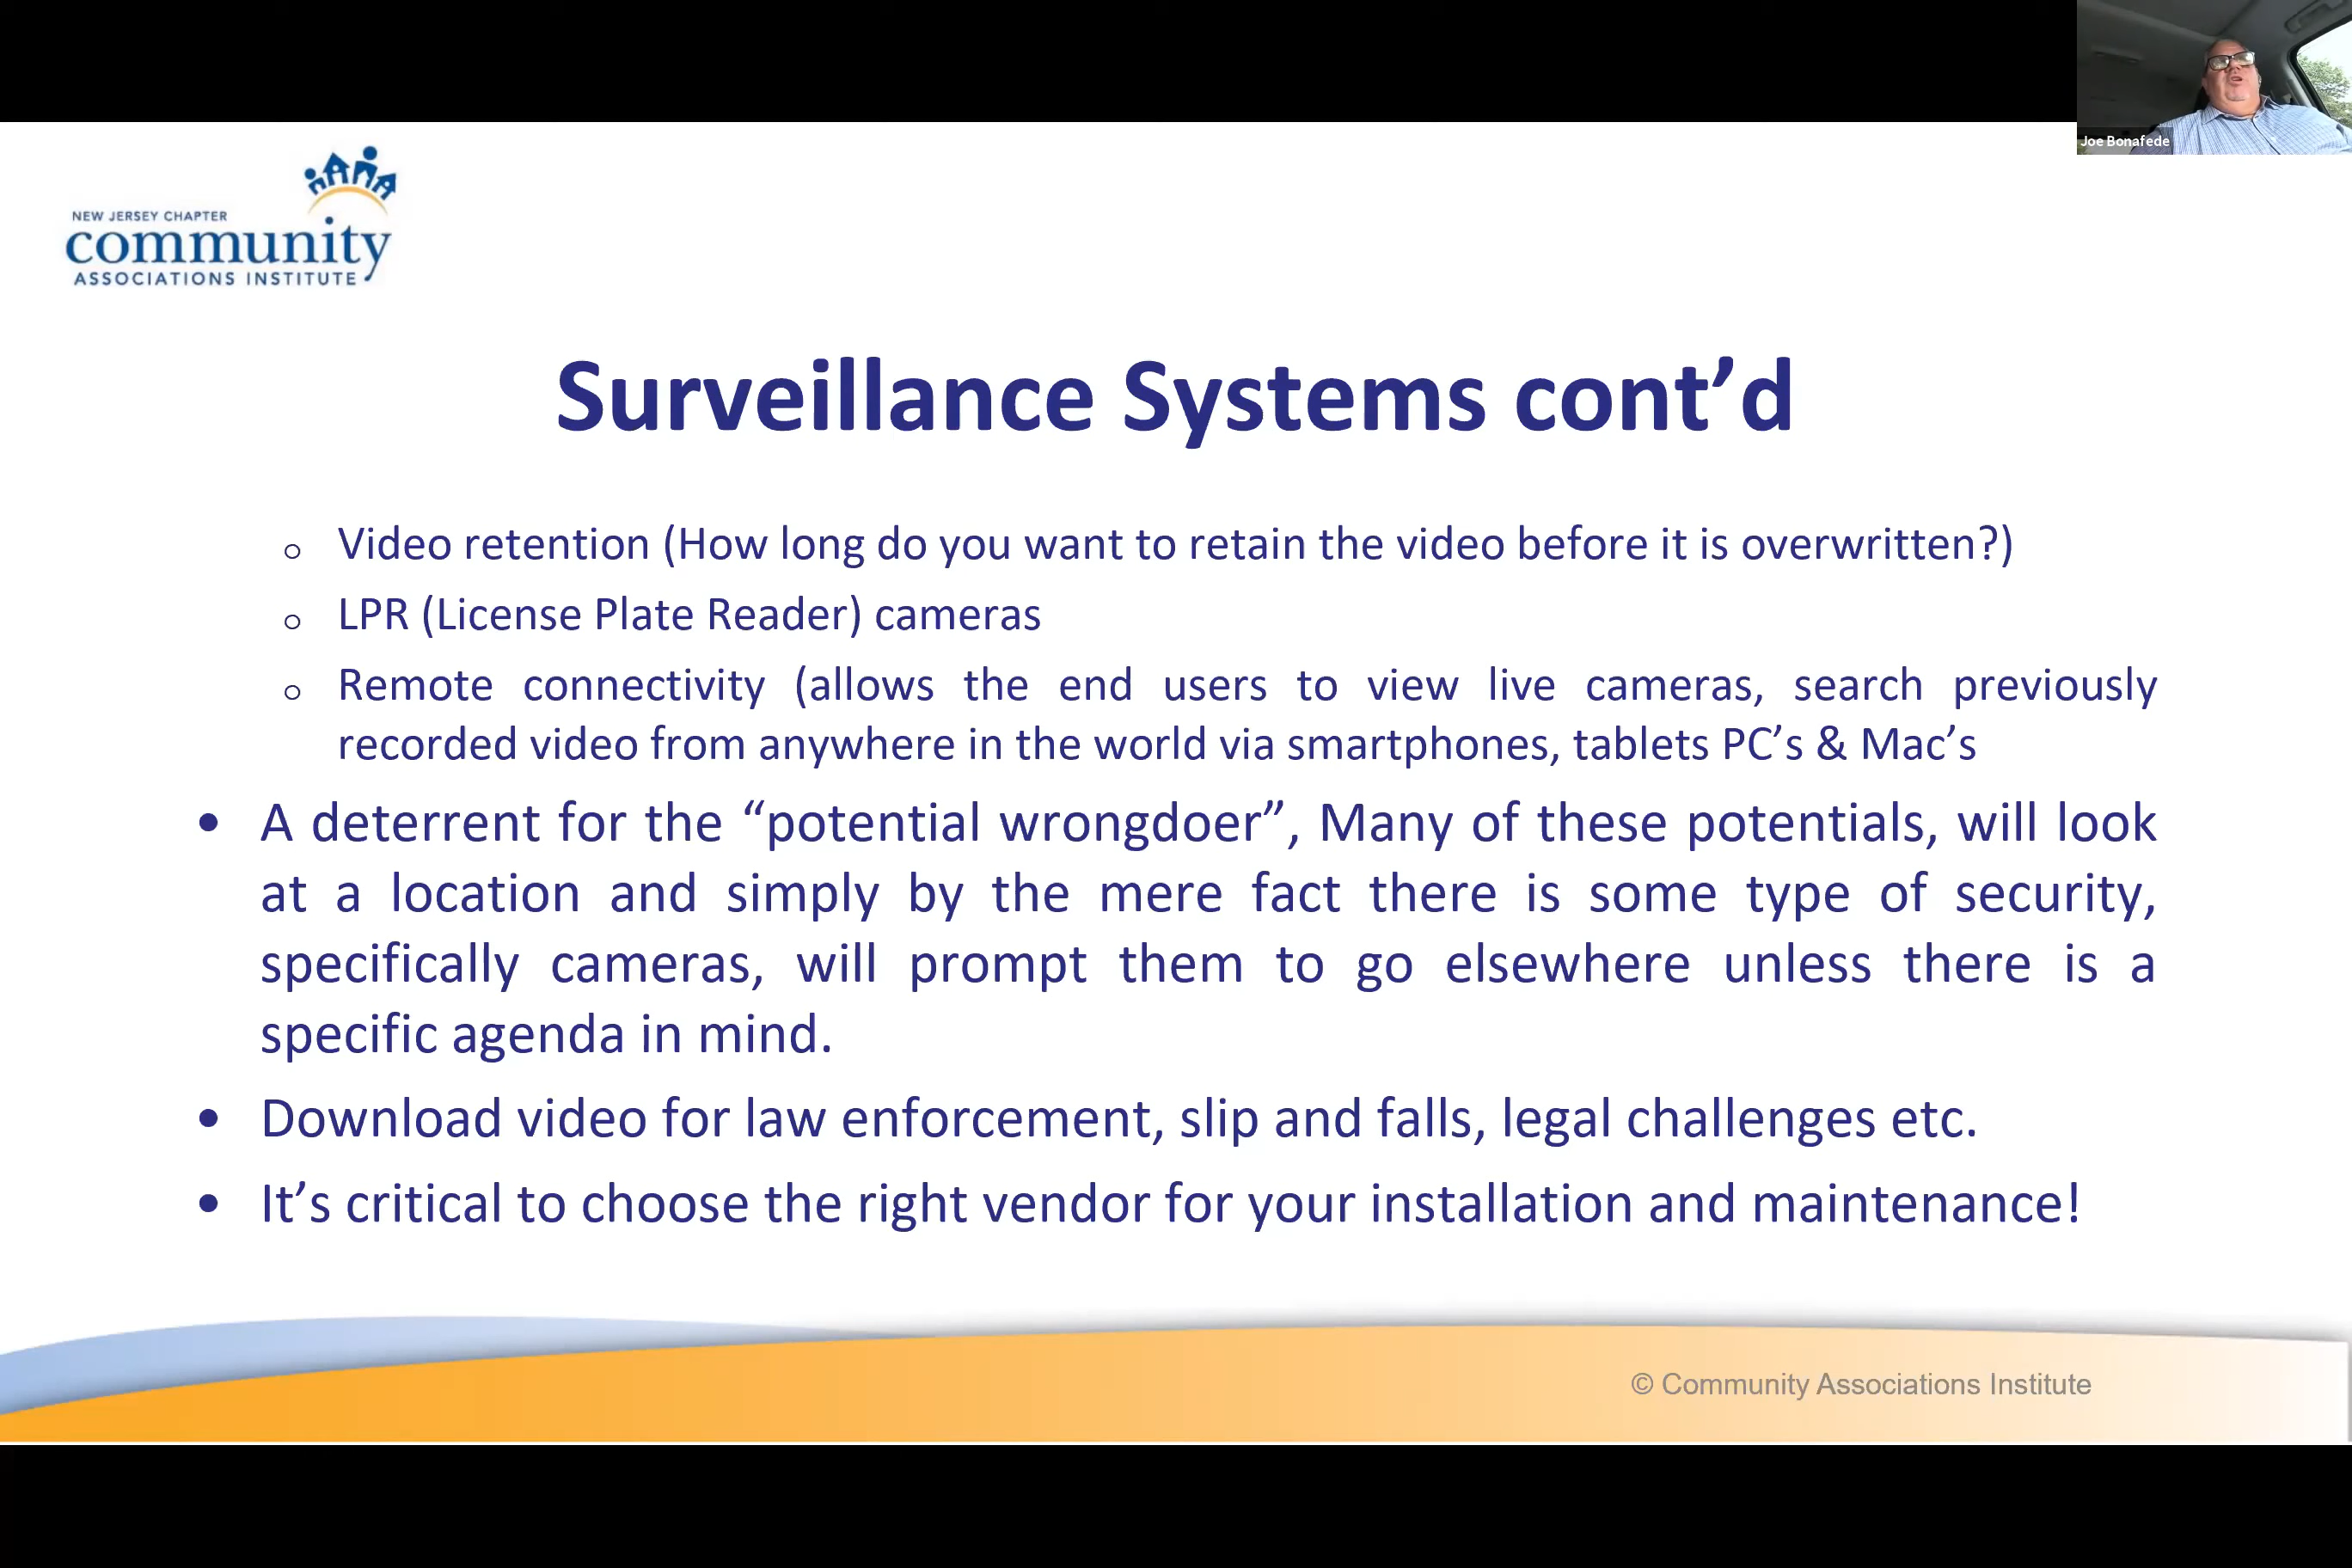 Joe Bonafede
NEW JERSEY CHAPTER
community
ASSOCIATIONS INSTITUTE
Surveillance Systems cont’d
o Video retention (How long do you want to retain the video before it is overwritten?)
o LPR (License Plate Reader) cameras
o Remote connectivity (allows the end users to view live cameras, search previously
recorded video from anywhere in the world via smartphones, tablets PC’s & Mac’s
• A deterrent for the “potential wrongdoer”, Many of these potentials, will look
at a location and simply by the mere fact there is some type of security,
specifically cameras, will prompt them to go elsewhere unless there is a
specific agenda in mind.
• Download video for law enforcement, slip and falls, legal challenges etc.
• It’s critical to choose the right vendor for your installation and maintenance!
© Community Associations Institute